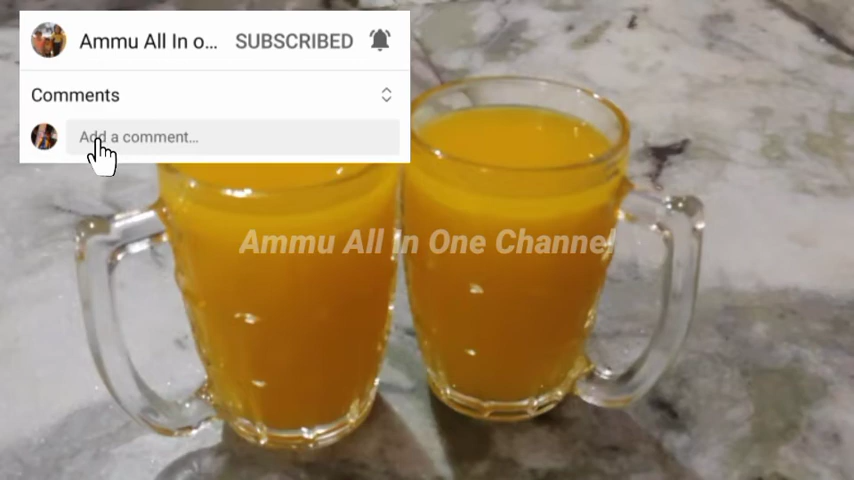 Ammu All In o... SUBSCRIBED
Comments
Add a comment...
Ammu All In One Channel